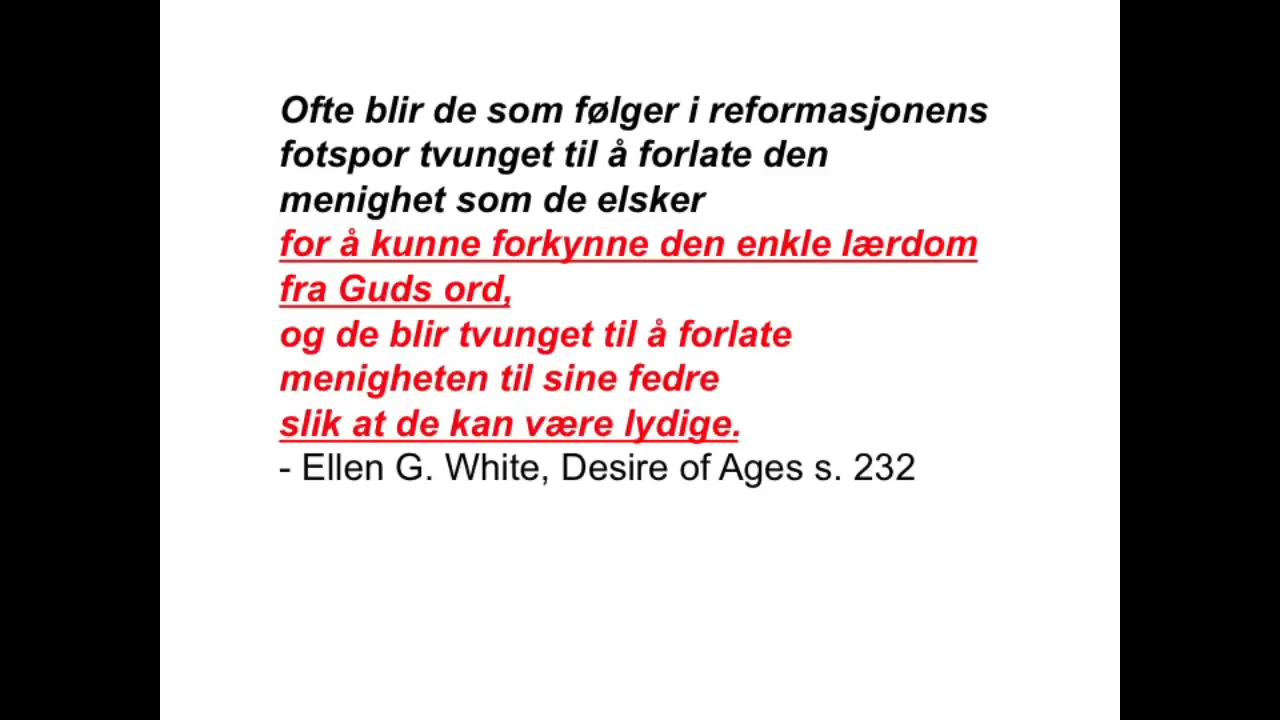 Ofte blir de som følger i reformasjonens
fotspor tvunget til å forlate den
menighet som de elsker
for å kunne forkynne den enkle lærdom
fra Guds ord,
og de blir tvunget til å forlate
menigheten til sine fedre
slik at de kan være lydige.
- Ellen G. White, Desire of Ages s. 232